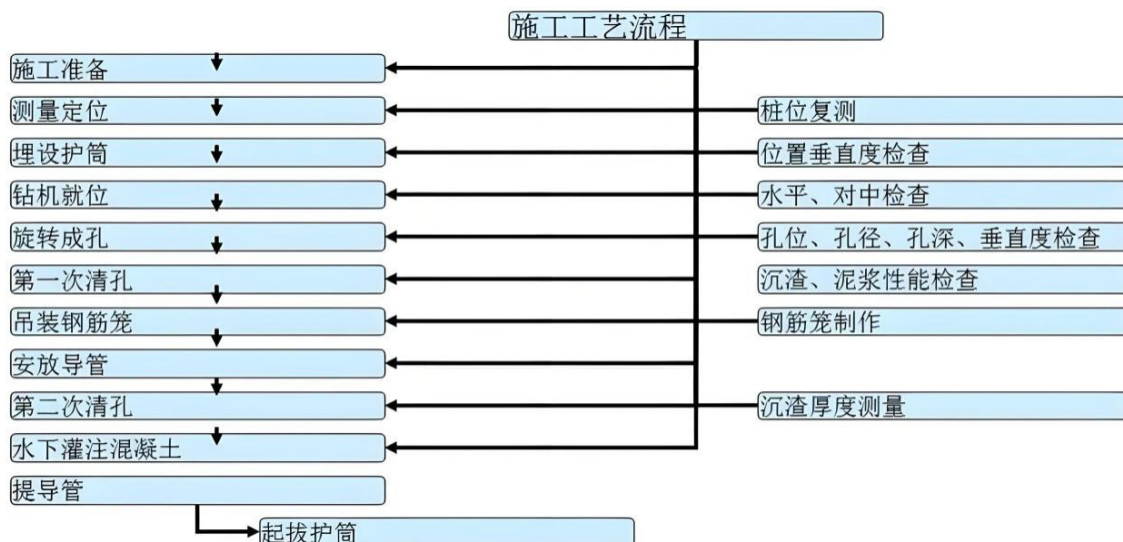 施工工艺流程
施工准备
测量定位
桩位复测
埋设护筒
位置垂直度检查
钻机就位
水平、对中检查
旋转成孔
孔位、孔径、孔深、垂直度检查
第一次清孔
沉渣、泥浆性能检查
吊装钢筋笼
钢筋笼制作
安放导管
第二次清孔
沉渣厚度测量
水下灌注混凝土
提导管
起拔护筒